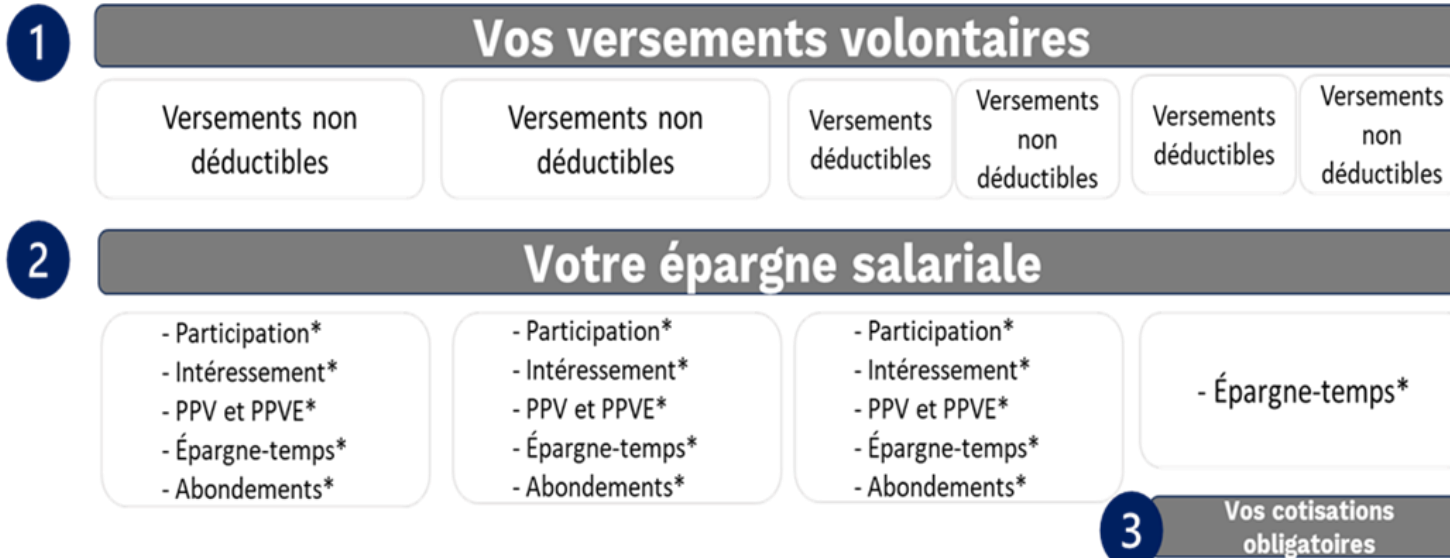 1
Vos versements volontaires
Versements non
déductibles
Versements non
déductibles
Versements
déductibles
Versements
non
déductibles
Versements
déductibles
Versements
non
déductibles
2
Votre épargne salariale
- Participation*
- Intéressement*
- PPV et PPVE*
- Épargne-temps*
- Abondements*
- Participation*
- Intéressement*
- PPV et PPVE*
- Épargne-temps*
- Abondements*
- Participation*
- Intéressement*
- PPV et PPVE*
- Épargne-temps*
- Abondements*
- Épargne-temps*
3
Vos cotisations
obligatoires